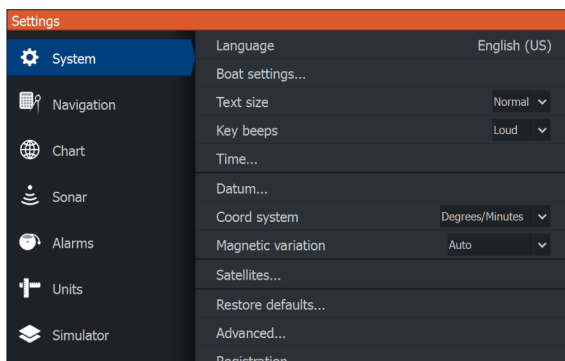 Settings
System
Navigation
Chart
Sonar
Alarms
Units
Simulator
Language English (US)
Boat settings...
Text size Normal
Key beeps Loud
Time...
Datum...
Coord system Degrees/Minutes
Magnetic variation Auto
Satellites...
Restore defaults...
Advanced...
Registration